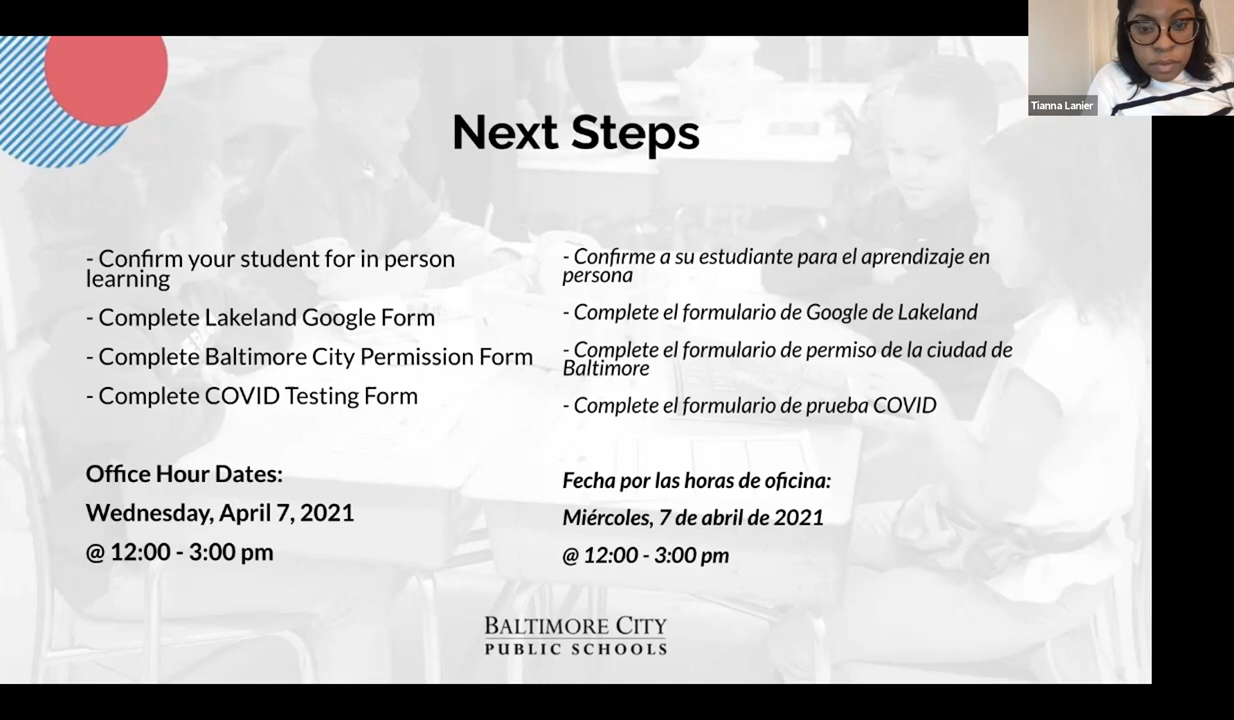 Tianna Lanier
Next Steps
- Confirm your student for in person
learning
- Complete Lakeland Google Form
- Complete Baltimore City Permission Form
- Complete COVID Testing Form
Office Hour Dates:
Wednesday, April 7, 2021
@ 12:00 - 3:00 pm
- Confirme a su estudiante para el aprendizaje en
persona
- Complete el formulario de Google de Lakeland
- Complete el formulario de permiso de la ciudad de
Baltimore
- Complete el formulario de prueba COVID
Fecha por las horas de oficina:
Miércoles, 7 de abril de 2021
@ 12:00 - 3:00 pm
BALTIMORE CITY
PUBLIC SCHOOLS